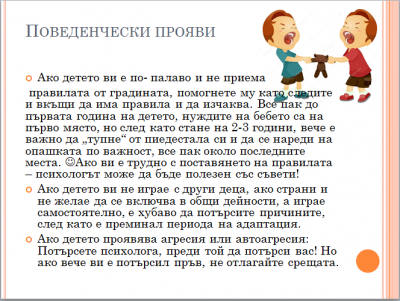 Поведенчески прояви
Ако детето ви е по- палаво и не приема
правилата от градината, помогнете му като следите
и вкъщи да има правила и да изчаква. Все пак до
първата година на детето, нуждите на бебето са на
първо място, но след като стане на 2-3 години, вече е
важно да „тупне“ от пиедестала си и да се нареди на
опашката по важност, все пак около последните
места. ☺Ако ви е трудно с поставянето на правилата
– психологът може да бъде полезен със съвети!
Ако детето ви не играе с други деца, ако страни и
не желае да се включва в общи дейности, а играе
самостоятелно, е хубаво да потърсите причините,
след като е преминал периода на адаптация.
Ако детето проявява агресия или автоагресия:
Потърсете психолога, преди той да потърси вас! Но
ако вече ви е потърсил пръв, не отлагайте срещата.